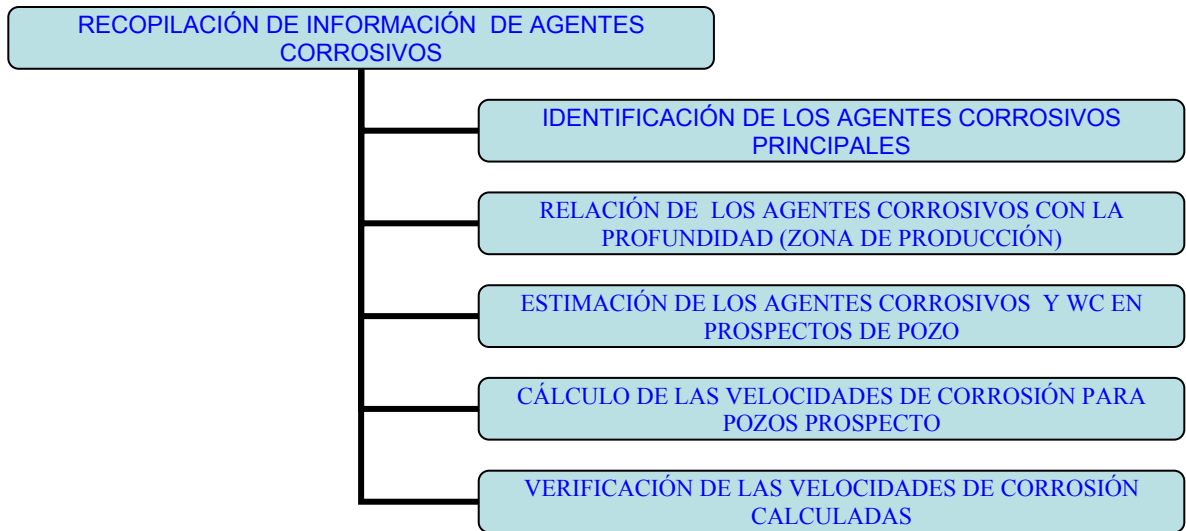 RECOPILACIÓN DE INFORMACIÓN DE AGENTES
CORROSIVOS
IDENTIFICACIÓN DE LOS AGENTES CORROSIVOS
PRINCIPALES
RELACIÓN DE LOS AGENTES CORROSIVOS CON LA
PROFUNDIDAD (ZONA DE PRODUCCIÓN)
ESTIMACIÓN DE LOS AGENTES CORROSIVOS Y WC EN
PROSPECTOS DE POZO
CÁLCULO DE LAS VELOCIDADES DE CORROSIÓN PARA
POZOS PROSPECTO
VERIFICACIÓN DE LAS VELOCIDADES DE CORROSIÓN
CALCULADAS